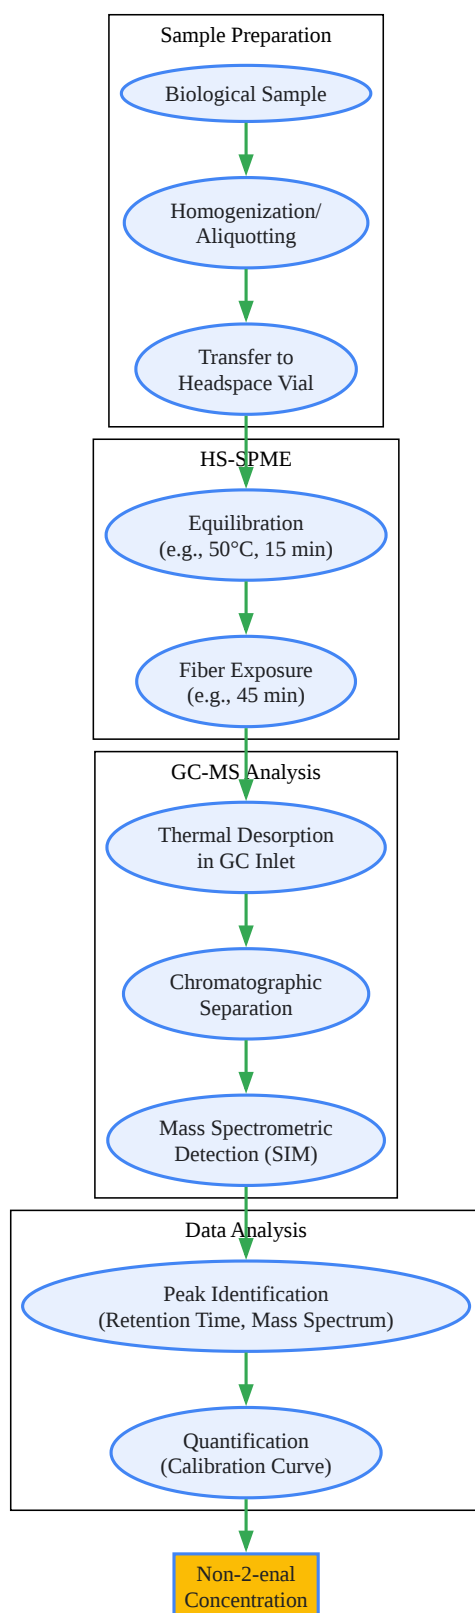 Sample Preparation
Biological Sample
Homogenization/
Aliquotting
Transfer to
Headspace Vial
HS-SPME
Equilibration
(e.g., 50°C, 15 min)
Fiber Exposure
(e.g., 45 min)
GC-MS Analysis
Thermal Desorption
in GC Inlet
Chromatographic
Separation
Mass Spectrometric
Detection (SIM)
Data Analysis
Peak Identification
(Retention Time, Mass Spectrum)
Quantification
(Calibration Curve)
Non-2-enal
Concentration